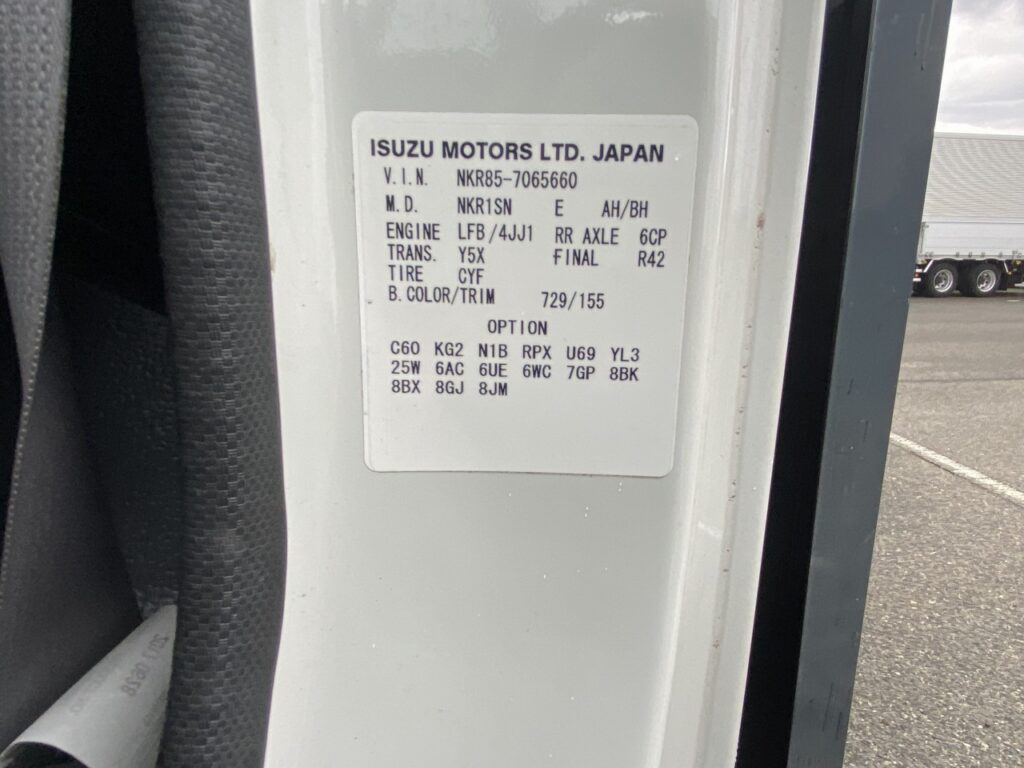 ISUZU MOTORS LTD. JAPAN
V.I.N. NKR85-7065660
M.D. NKR1SN E AH/BH
ENGINE LFB/4JJ1 RR AXLE 6CP
TRANS. Y5X FINAL R42
TIRE CYF
B.COLOR/TRIM 729/155
OPTION
C60 KG2 N1B RPX U69 YL3
25W 6AC 6UE 6WC 7GP 8BK
8BX 8GJ 8JM